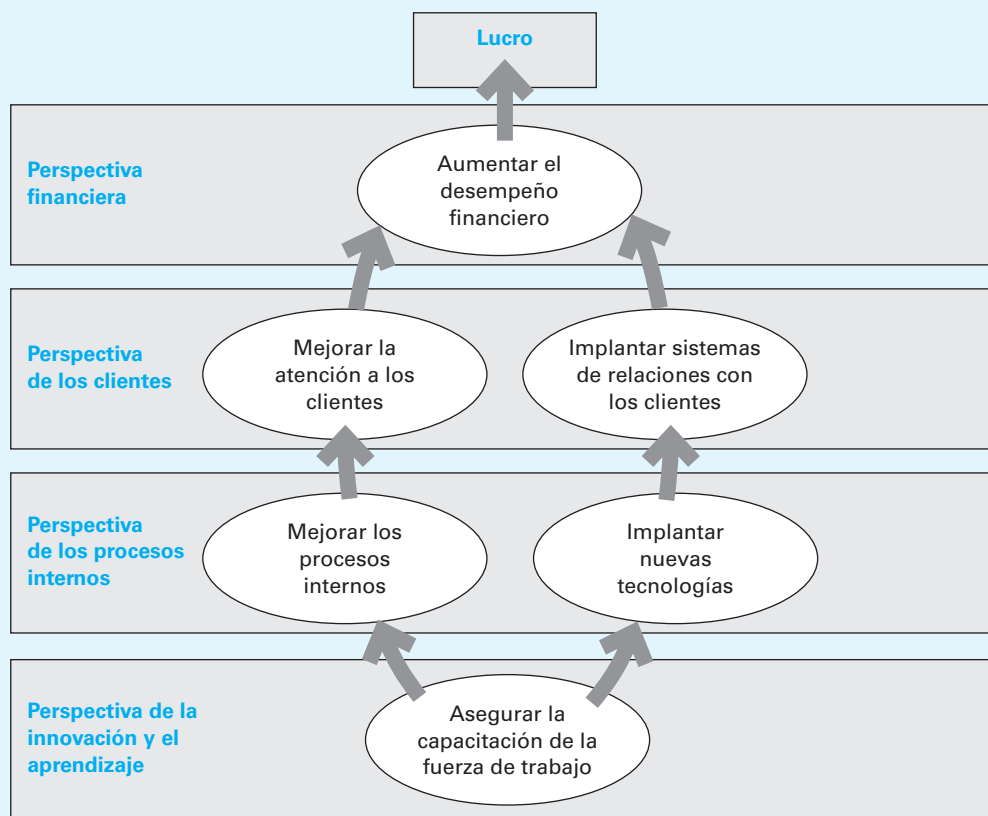 Lucro
Perspectiva
financiera
Aumentar el
desempeño
financiero
Perspectiva
de los clientes
Mejorar la
atención a los
clientes
Implantar sistemas
de relaciones con
los clientes
Perspectiva
de los procesos
internos
Mejorar los
procesos
internos
Implantar
nuevas
tecnologías
Perspectiva de la
innovación y el
aprendizaje
Asegurar la
capacitación de la
fuerza de trabajo